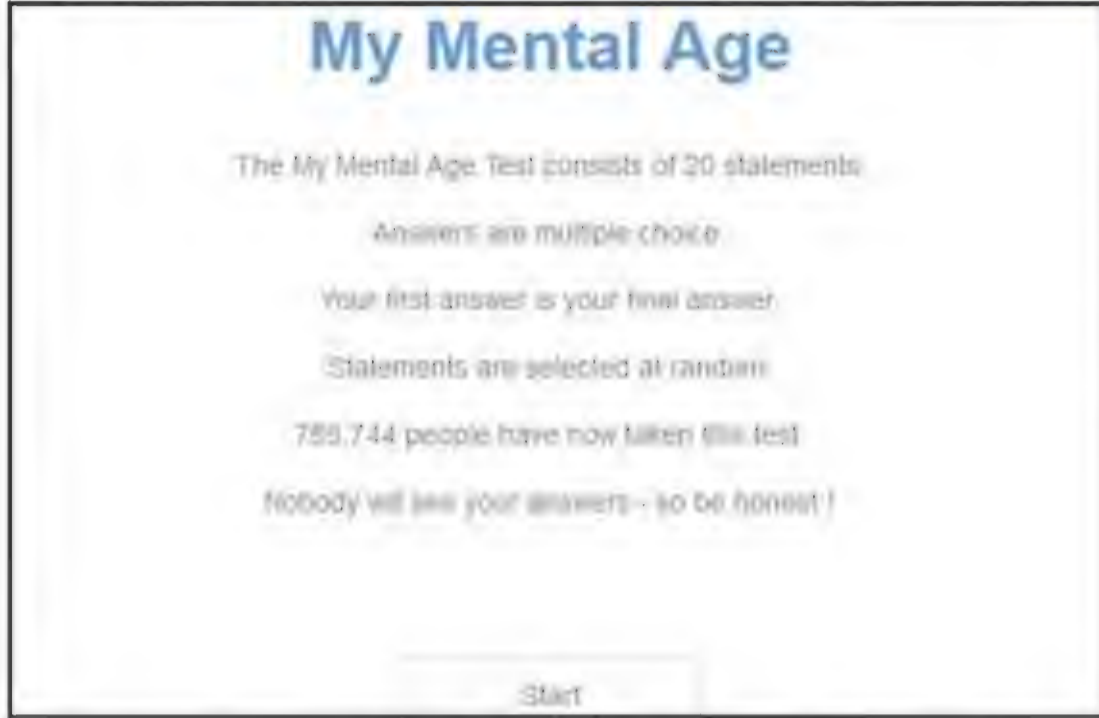 My Mental Age
The My Mental Age Test consists of 20 statements
Answers are multiple choice
Your first answer is your final answer
Statements are selected at random
people have now taken this test
Nobody will see your answers - so be honest !
Start